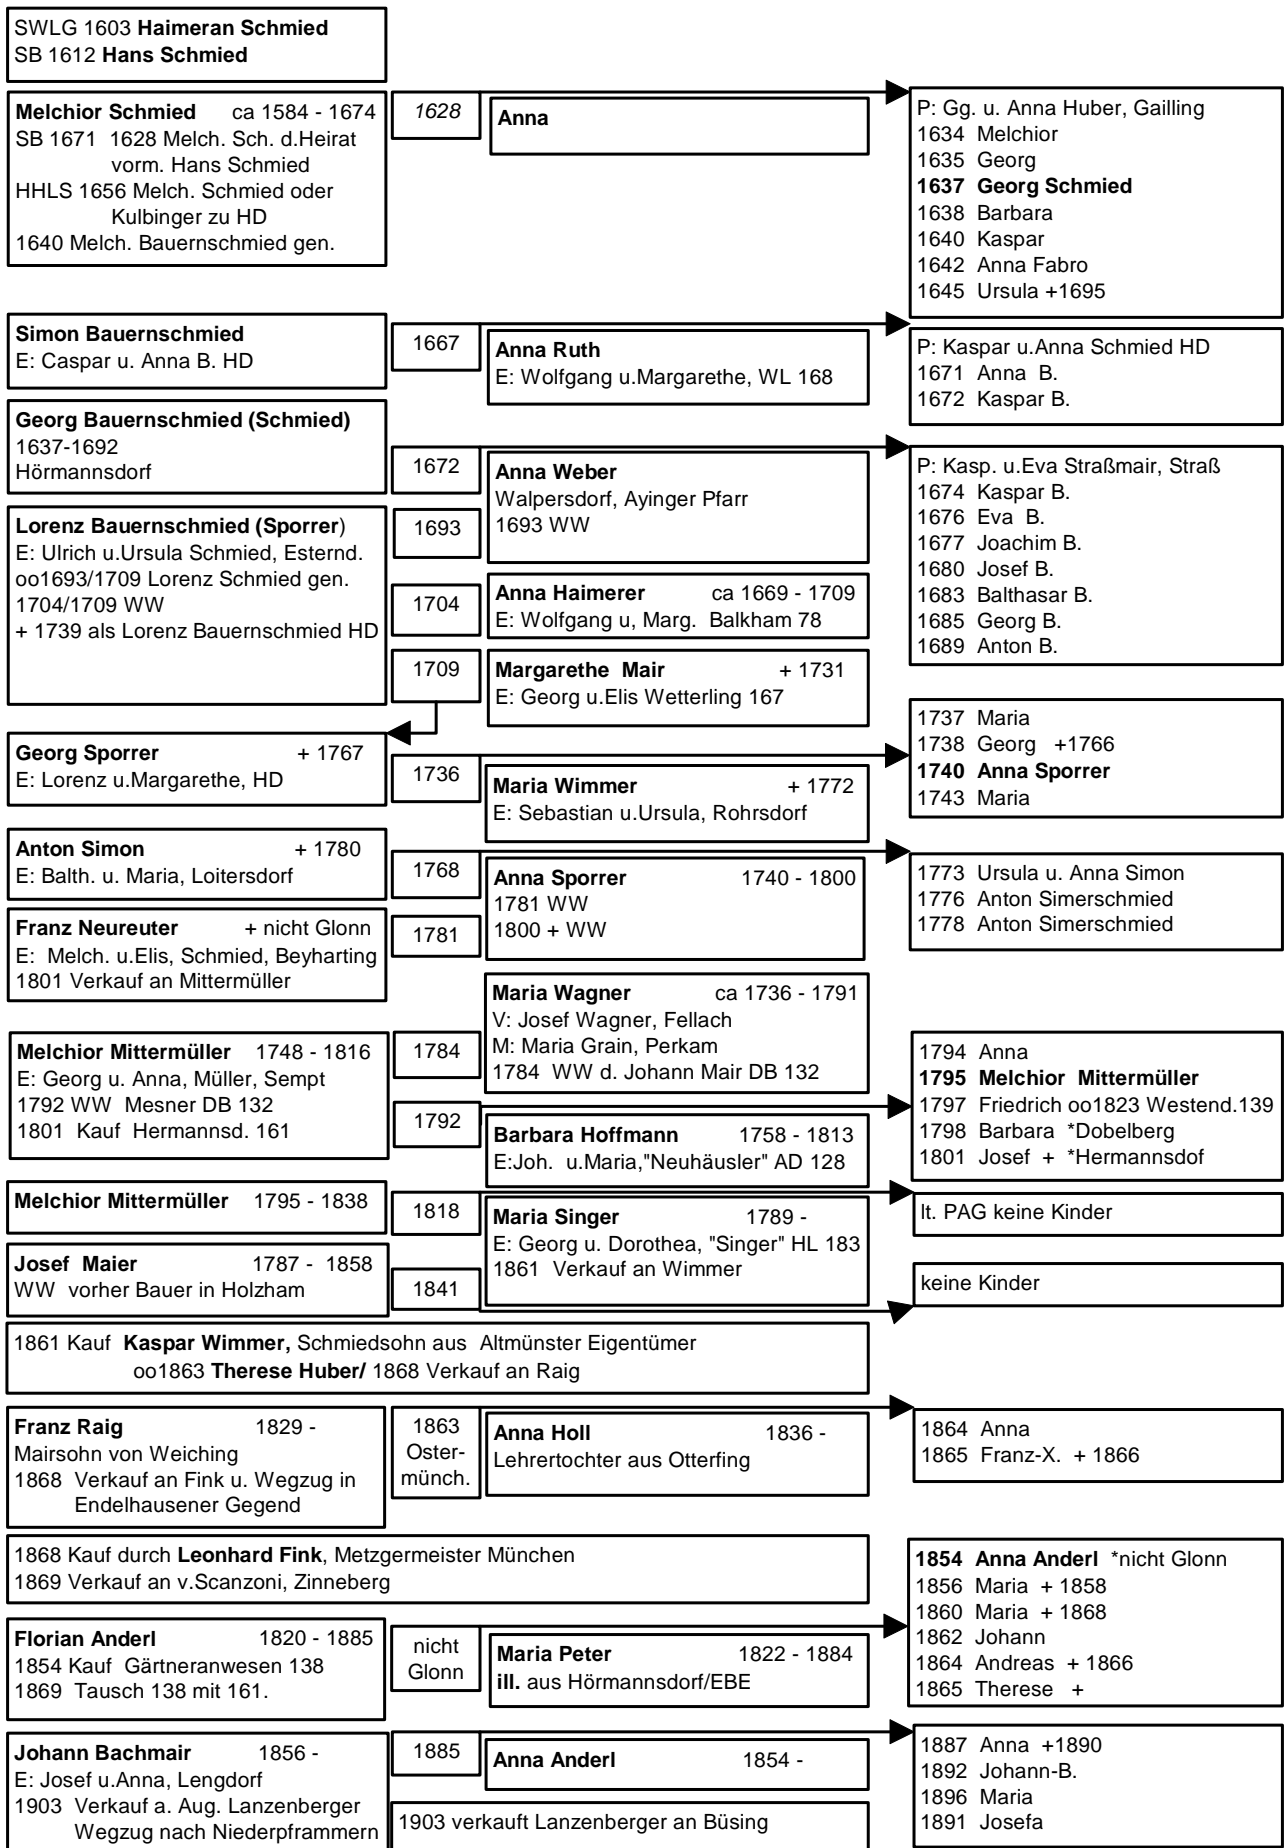 SWLG 1603 Haimeran Schmied
SB 1612 Hans Schmied
Melchior Schmied ca 1584 - 1674
SB 1671 1628 Melch. Sch. d.Heirat
vorm. Hans Schmied
HHLS 1656 Melch. Schmied oder
Kulbinger zu HD
1640 Melch. Bauernschmied gen.
1628
Anna
P: Gg. u. Anna Huber, Gailling
1634 Melchior
1635 Georg
1637 Georg Schmied
1638 Barbara
1640 Kaspar
1642 Anna Fabro
1645 Ursula +1695
Simon Bauernschmied
E: Caspar u. Anna B. HD
1667
Anna Ruth
E: Wolfgang u.Margarethe, WL 168
P: Kaspar u.Anna Schmied HD
1671 Anna B.
1672 Kaspar B.
Georg Bauernschmied (Schmied)
1637-1692
Hörmannsdorf
1672
Anna Weber
Walpersdorf, Ayinger Pfarr
1693 WW
P: Kasp. u.Eva Straßmair, Straß
1674 Kaspar B.
1676 Eva B.
1677 Joachim B.
1680 Josef B.
1683 Balthasar B.
1685 Georg B.
1689 Anton B.
Lorenz Bauernschmied (Sporrer)
E: Ulrich u.Ursula Schmied, Esternd.
oo1693/1709 Lorenz Schmied gen.
1704/1709 WW
+ 1739 als Lorenz Bauernschmied HD
1693
1704
Anna Haimerer ca 1669 - 1709
E: Wolfgang u, Marg. Balkham 78
1709
Margarethe Mair + 1731
E: Georg u.Elis Wetterling 167
Georg Sporrer + 1767
E: Lorenz u.Margarethe, HD
1736
Maria Wimmer + 1772
E: Sebastian u.Ursula, Rohrsdorf
1737 Maria
1738 Georg +1766
1740 Anna Sporrer
1743 Maria
Anton Simon + 1780
E: Balth. u. Maria, Loitersdorf
1768
Anna Sporrer 1740 - 1800
1781 WW
1800 + WW
1773 Ursula u. Anna Simon
1776 Anton Simerschmied
1778 Anton Simerschmied
Franz Neureuter + nicht Glonn
E: Melch. u.Elis, Schmied, Beyharting
1801 Verkauf an Mittermüller
1781
Maria Wagner ca 1736 - 1791
V: Josef Wagner, Fellach
M: Maria Grain, Perkam
1784 WW d. Johann Mair DB 132
Melchior Mittermüller 1748 - 1816
E: Georg u. Anna, Müller, Sempt
1792 WW Mesner DB 132
1801 Kauf Hermannsd. 161
1784
1792
Barbara Hoffmann 1758 - 1813
E:Joh. u.Maria,"Neuhäusler" AD 128
1794 Anna
1795 Melchior Mittermüller
1797 Friedrich oo1823 Westend.139
1798 Barbara *Dobelberg
1801 Josef + *Hermannsdof
Melchior Mittermüller 1795 - 1838
1818
Maria Singer 1789 -
E: Georg u. Dorothea, "Singer" HL 183
1861 Verkauf an Wimmer
lt. PAG keine Kinder
Josef Maier 1787 - 1858
WW vorher Bauer in Holzham
1841
keine Kinder
1861 Kauf Kaspar Wimmer, Schmiedsohn aus Altmünster Eigentümer
oo1863 Therese Huber/ 1868 Verkauf an Raig
Franz Raig 1829 -
Mairsohn von Weiching
1868 Verkauf an Fink u. Wegzug in
Endelhausener Gegend
1863
Oster-
münch.
Anna Holl 1836 -
Lehrertochter aus Otterfing
1864 Anna
1865 Franz-X. + 1866
1868 Kauf durch Leonhard Fink, Metzgermeister München
1869 Verkauf an v.Scanzoni, Zinneberg
Florian Anderl 1820 - 1885
1854 Kauf Gärtneranwesen 138
1869 Tausch 138 mit 161.
nicht
Glonn
Maria Peter 1822 - 1884
ill. aus Hörmannsdorf/EBE
1854 Anna Anderl *nicht Glonn
1856 Maria + 1858
1860 Maria + 1868
1862 Johann
1864 Andreas + 1866
1865 Therese +
Johann Bachmair 1856 -
E: Josef u.Anna, Lengdorf
1903 Verkauf a. Aug. Lanzenberger
Wegzug nach Niederpframmern
1885
Anna Anderl 1854 -
1903 verkauft Lanzenberger an Büsing
1887 Anna +1890
1892 Johann-B.
1896 Maria
1891 Josefa